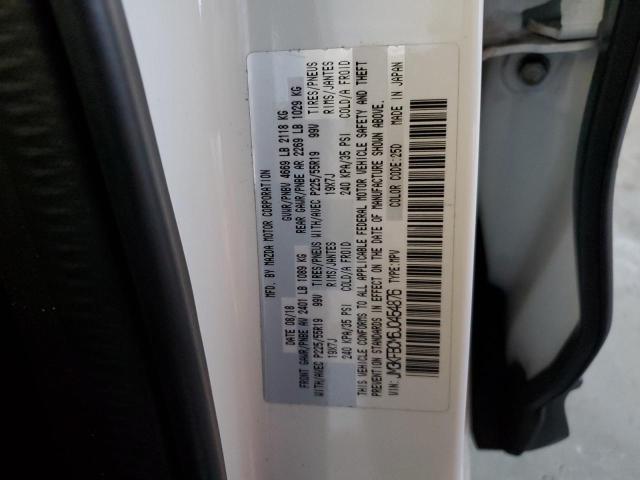 MFD. BY MAZDA MOTOR CORPORATION
DATE 08/18 GVWR/PNBV 4669 LB 2118 KG
FRONT GAWR/PNBE AV 2401 LB 1089 KG REAR GAWR/PNBE AR 2269 LB 1029 KG
WITH/AVEC P225/55R19 99V TIRES/PNEUS WITH/AVEC P225/55R19 99V TIRES/PNEUS
19X7J RIMS/JANTES 19X7J RIMS/JANTES
240 KPA/35 PSI COLD/A FROID 240 KPA/35 PSI COLD/A FROID
THIS VEHICLE CONFORMS TO ALL APPLICABLE FEDERAL MOTOR VEHICLE SAFETY AND THEFT
PREVENTION STANDARDS IN EFFECT ON THE DATE OF MANUFACTURE SHOWN ABOVE.
VIN: JM3KFBCM6J0454876 TYPE:MPV COLOR CODE:25D MADE IN JAPAN